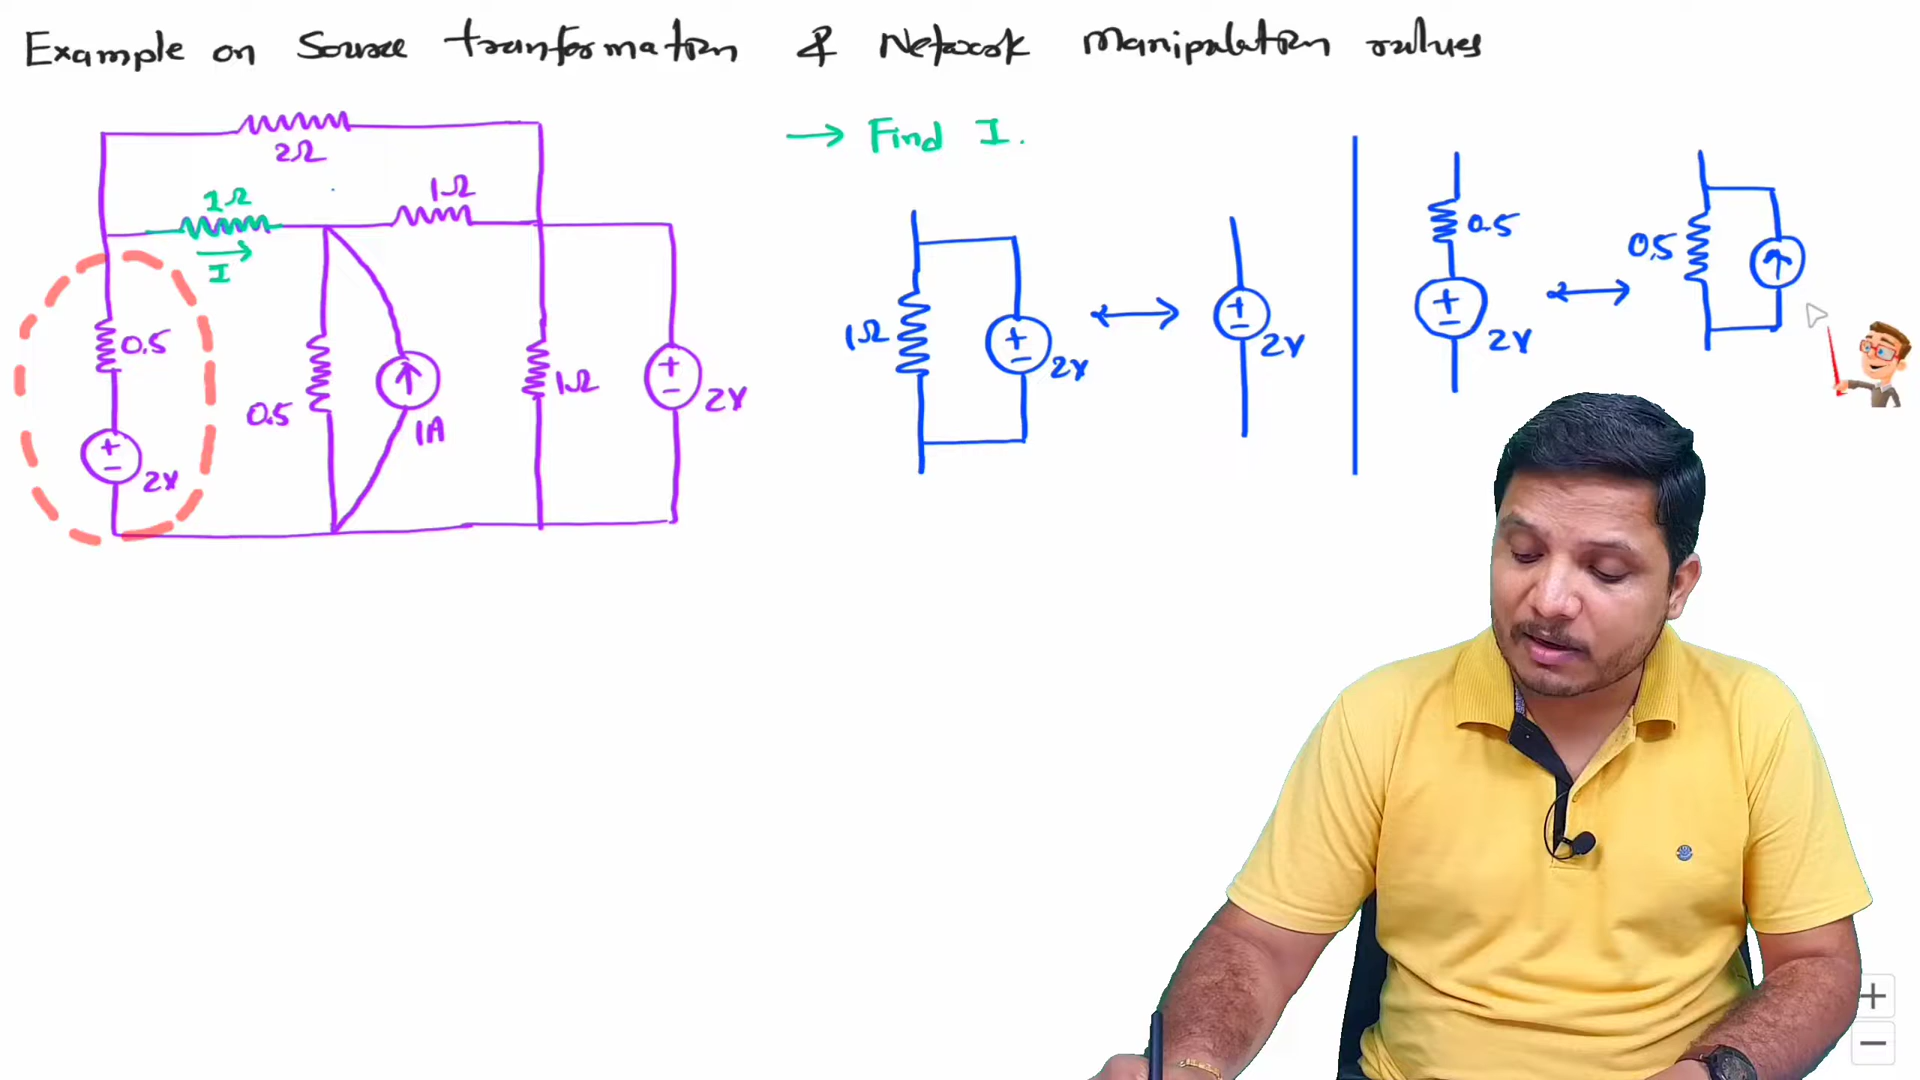 Example on Source tranformation & Network Manipulation rules
→ Find I.
2Ω
1Ω
1Ω
I
0.5
2V
0.5
1A
1Ω
2V
1Ω
2V
2V
0.5
2V
0.5